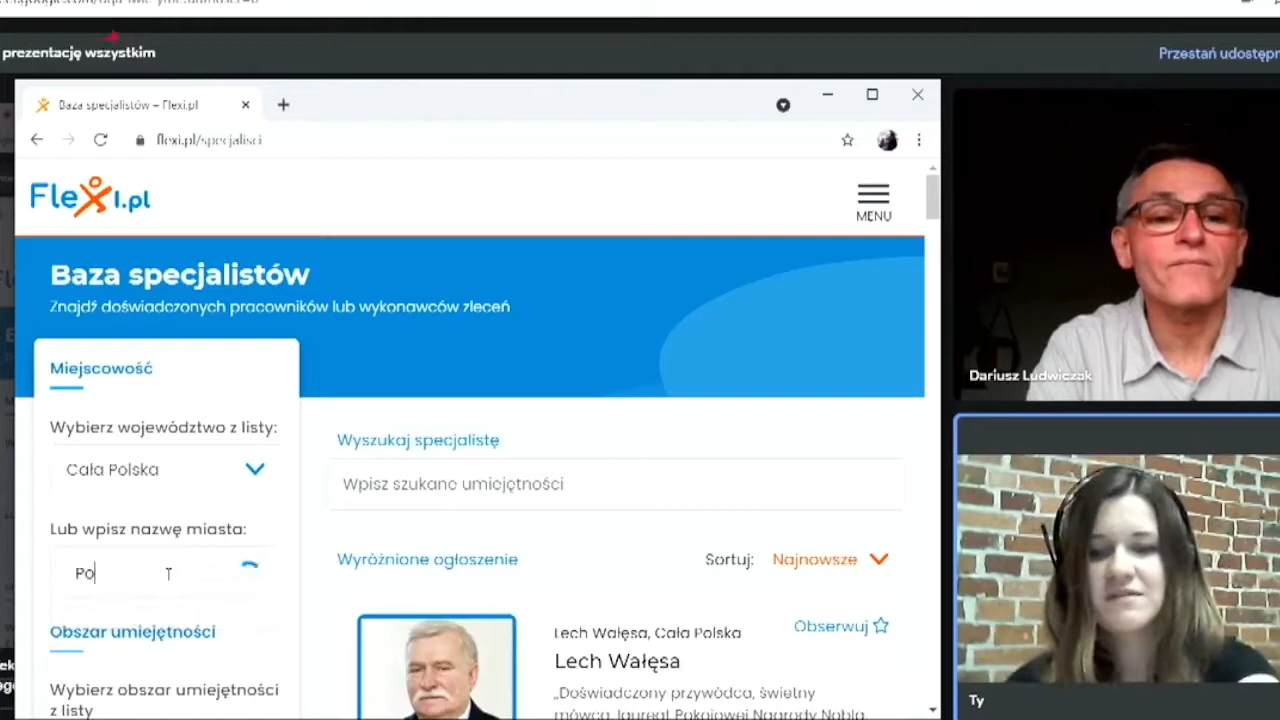 prezentację wszystkim
Przestań udostępn
Baza specjalistów – Flexi.pl
flexi.pl/specjalisci
Flexi.pl
MENU
Baza specjalistów
Znajdź doświadczonych pracowników lub wykonawców zleceń
Miejscowość
Wybierz województwo z listy:
Cała Polska
Lub wpisz nazwę miasta:
Po
Obszar umiejętności
Wybierz obszar umiejętności
z listy
Wyszukaj specjalistę
Wpisz szukane umiejętności
Wyróżnione ogłoszenie
Sortuj: Najnowsze
Lech Wałęsa, Cała Polska
Obserwuj
Lech Wałęsa
„Doświadczony przywódca, świetny
mówca, laureat Pokojowej Nagrody Nobla
Dariusz Ludwiczak
Ty